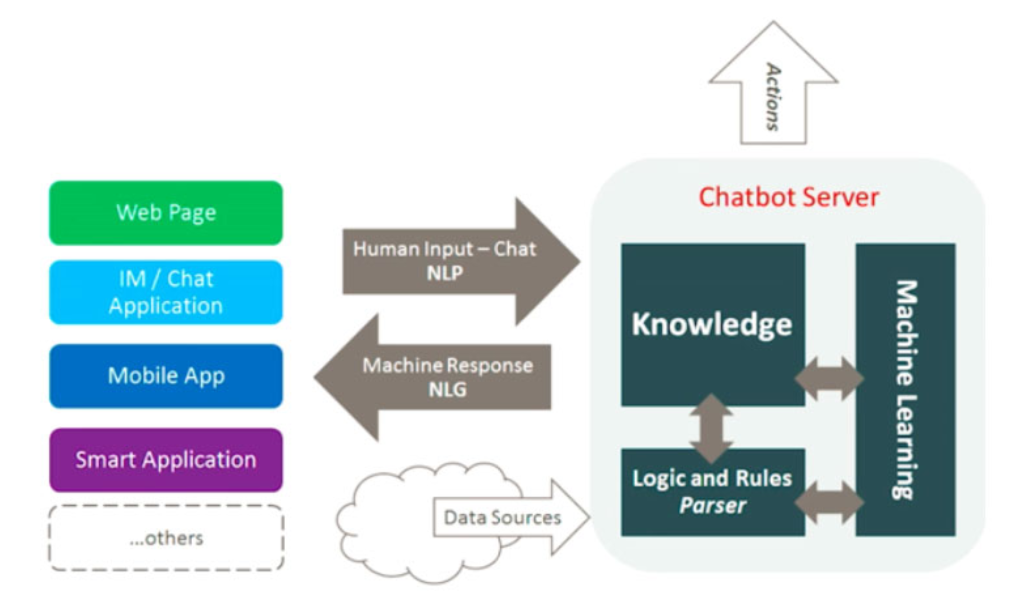 Actions
Chatbot Server
Web Page
IM / Chat
Application
Mobile App
Smart Application
...others
Human Input – Chat
NLP
Machine Response
NLG
Data Sources
Knowledge
Logic and Rules
Parser
Machine Learning